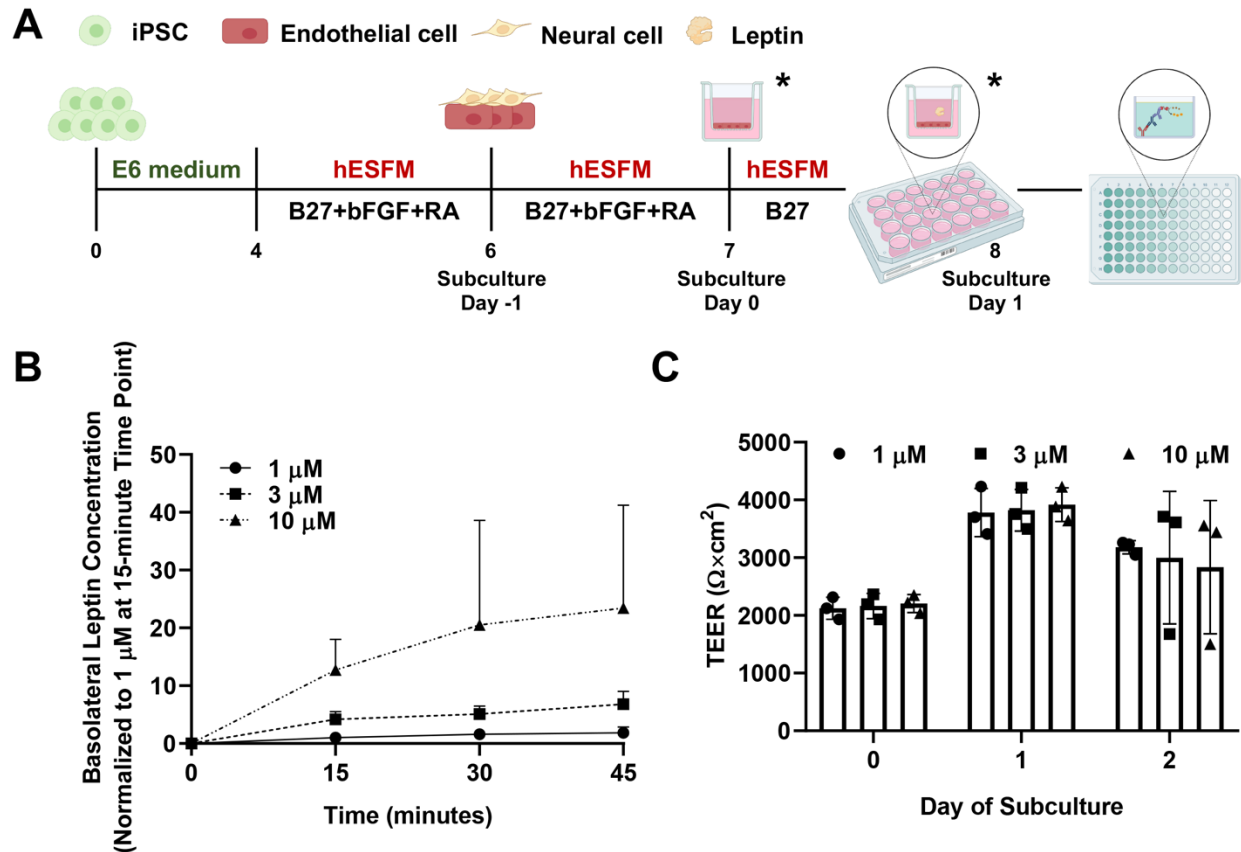 A
iPSC
Endothelial cell
Neural cell
Leptin
*
*
E6 medium
hESFM
hESFM
hESFM
B27+bFGF+RA
B27+bFGF+RA
B27
0
4
6
7
8
Subculture
Day -1
Subculture
Day 0
Subculture
Day 1
B
Basolateral Leptin Concentration
(Normalized to 1 μM at 15-minute Time Point)
50
40
30
20
10
0
1 μM
3 μM
10 μM
0
15
30
45
Time (minutes)
C
TEER (Ω×cm²)
5000
4000
3000
2000
1000
0
1 μM
3 μM
10 μM
0
1
2
Day of Subculture